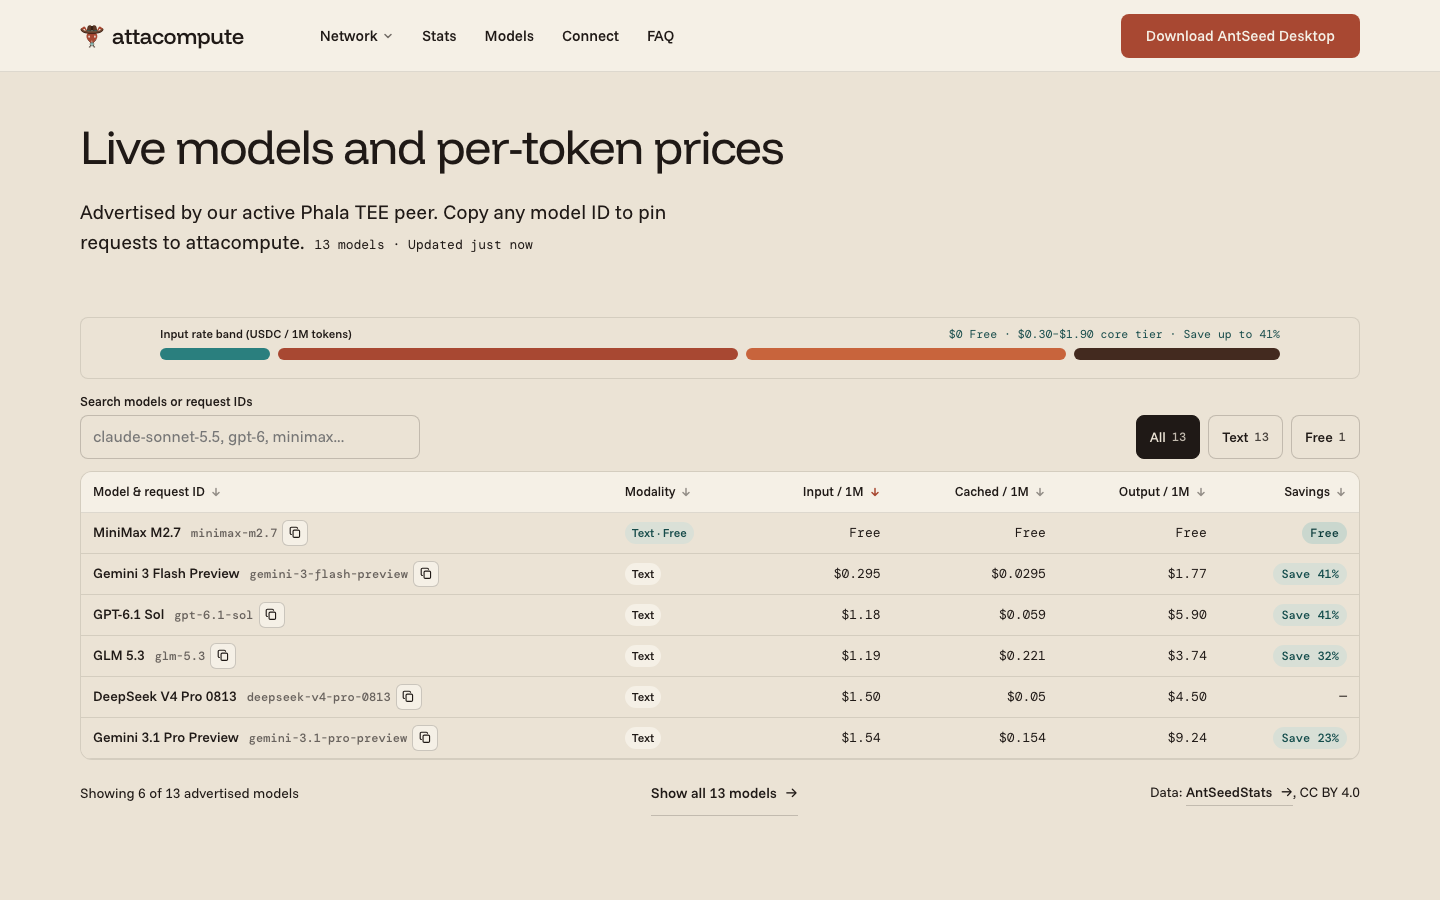 attacompute Network Stats Models Connect FAQ Download AntSeed Desktop
Live models and per-token prices
Advertised by our active Phala TEE peer. Copy any model ID to pin
requests to attacompute. 13 models · Updated just now
Input rate band (USDC / 1M tokens) $0 Free · $0.30–$1.90 core tier · Save up to 41%
Search models or request IDs
claude-sonnet-5.5, gpt-6, minimax... All 13 Text 13 Free 1
Model & request ID ↓ Modality ↓ Input / 1M ↓ Cached / 1M ↓ Output / 1M ↓ Savings ↓
MiniMax M2.7 minimax-m2.7 Text · Free Free Free Free Free
Gemini 3 Flash Preview gemini-3-flash-preview Text $0.295 $0.0295 $1.77 Save 41%
GPT-6.1 Sol gpt-6.1-sol Text $1.18 $0.059 $5.90 Save 41%
GLM 5.3 glm-5.3 Text $1.19 $0.221 $3.74 Save 32%
DeepSeek V4 Pro 0813 deepseek-v4-pro-0813 Text $1.50 $0.05 $4.50 —
Gemini 3.1 Pro Preview gemini-3.1-pro-preview Text $1.54 $0.154 $9.24 Save 23%
Showing 6 of 13 advertised models Show all 13 models → Data: AntSeedStats →, CC BY 4.0